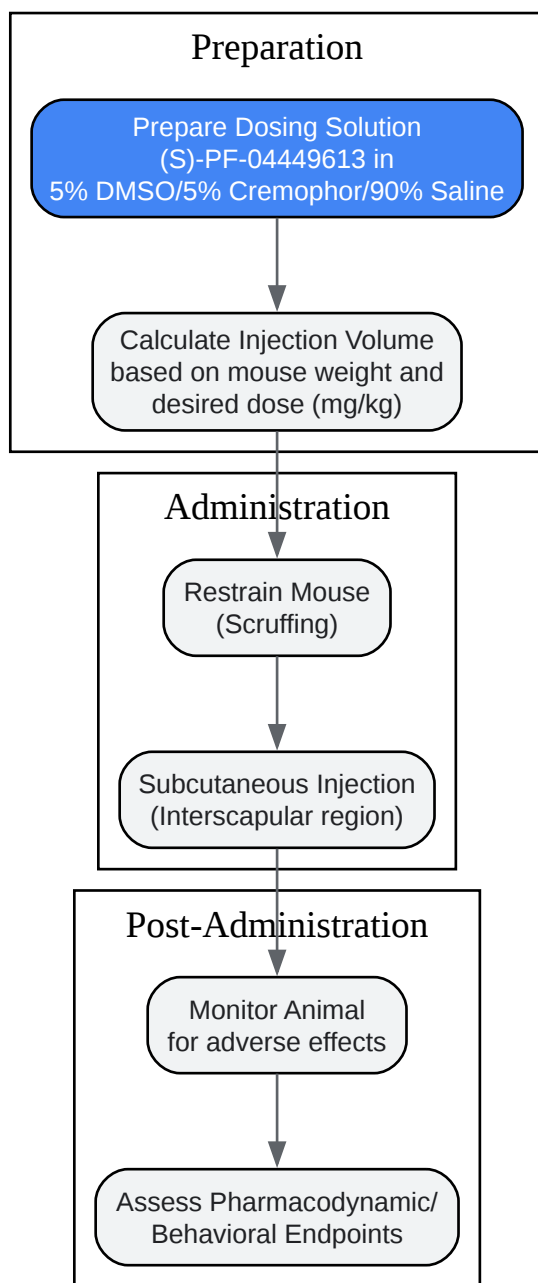 Preparation
Prepare Dosing Solution
(S)-PF-04449613 in
5% DMSO/5% Cremophor/90% Saline
Calculate Injection Volume
based on mouse weight and
desired dose (mg/kg)
Administration
Restrain Mouse
(Scruffing)
Subcutaneous Injection
(Interscapular region)
Post-Administration
Monitor Animal
for adverse effects
Assess Pharmacodynamic/
Behavioral Endpoints